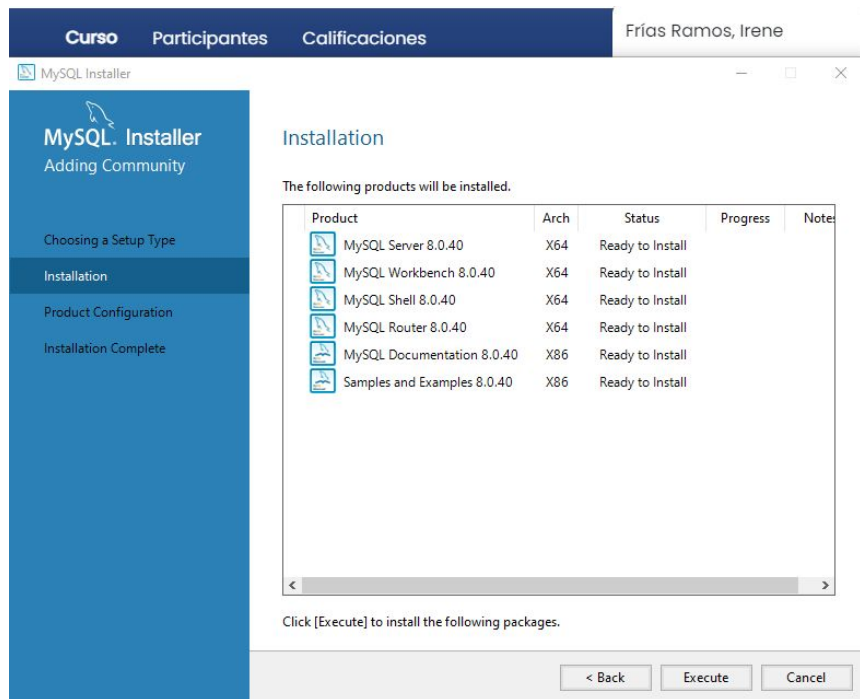 Curso Participantes Calificaciones Frías Ramos, Irene
MySQL Installer
MySQL. Installer
Adding Community
Choosing a Setup Type
Installation
Product Configuration
Installation Complete
Installation
The following products will be installed.
Product Arch Status Progress Notes
MySQL Server 8.0.40 X64 Ready to Install
MySQL Workbench 8.0.40 X64 Ready to Install
MySQL Shell 8.0.40 X64 Ready to Install
MySQL Router 8.0.40 X64 Ready to Install
MySQL Documentation 8.0.40 X86 Ready to Install
Samples and Examples 8.0.40 X86 Ready to Install
Click [Execute] to install the following packages.
< Back Execute Cancel